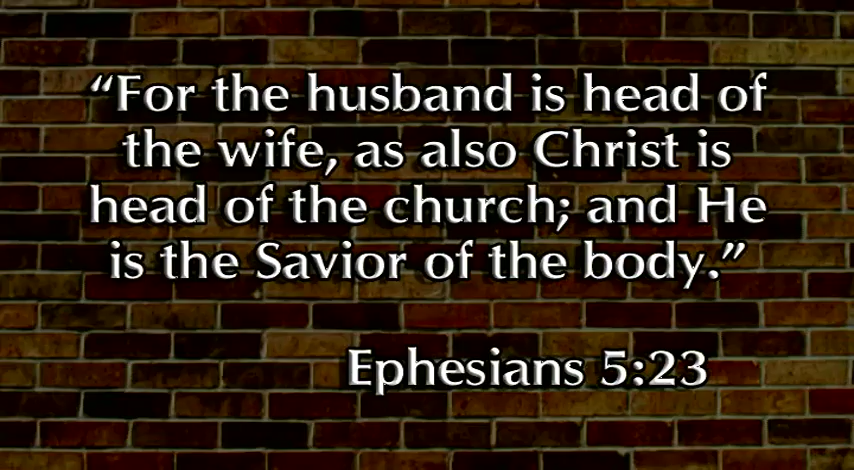 “For the husband is head of
the wife, as also Christ is
head of the church; and He
is the Savior of the body.”
Ephesians 5:23